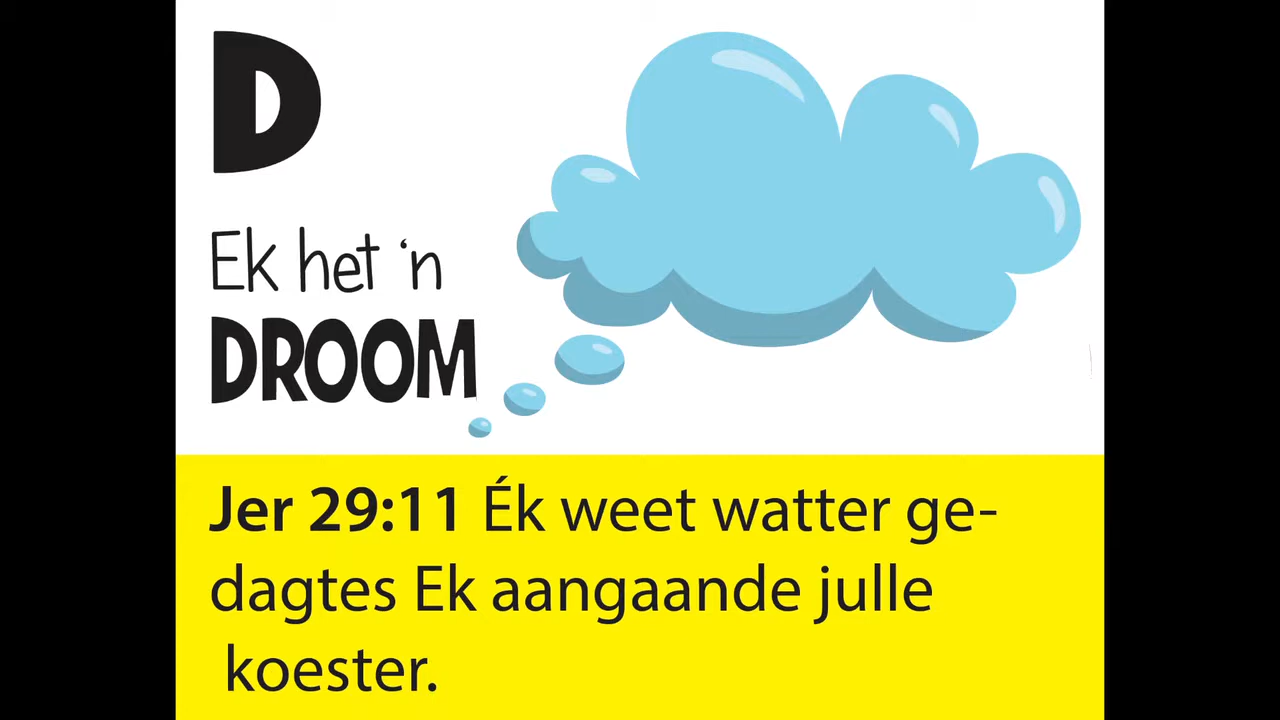 D
Ek het ‘n
DROOM
Jer 29:11 Ék weet watter ge-
dagtes Ek aangaande julle
koester.